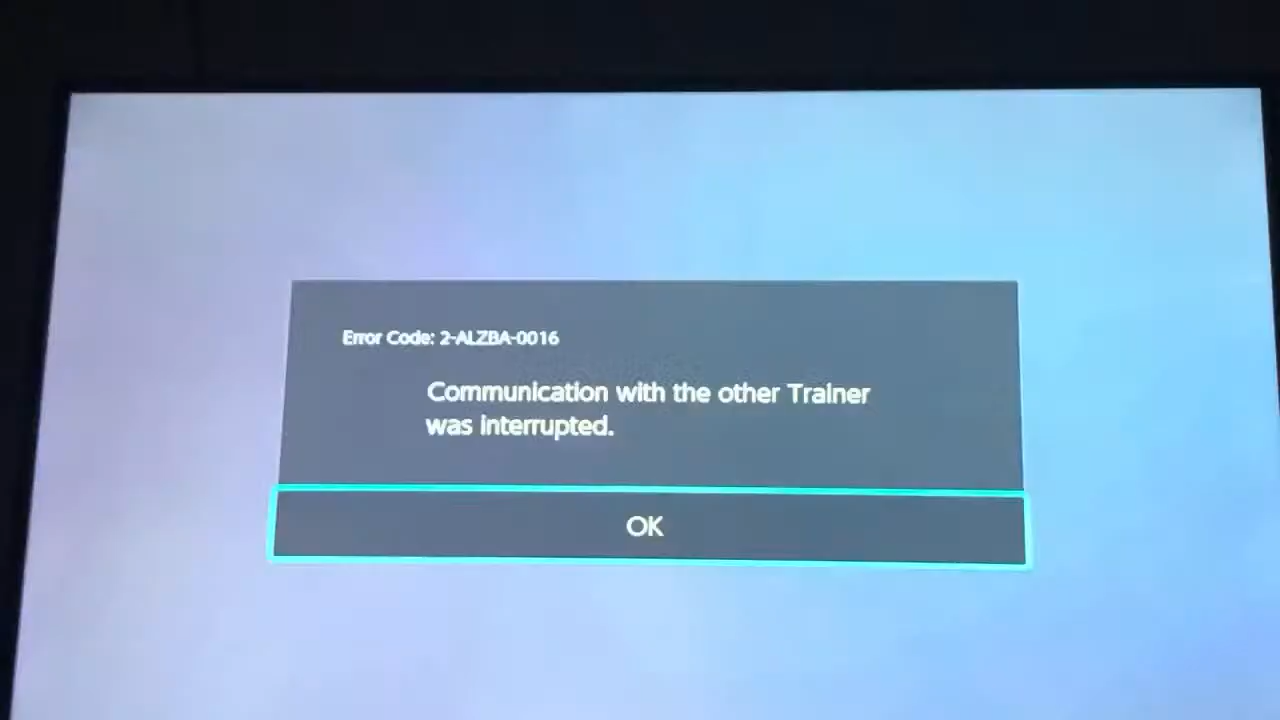 Error Code: 2-ALZBA-0016
Communication with the other Trainer
was interrupted.
OK